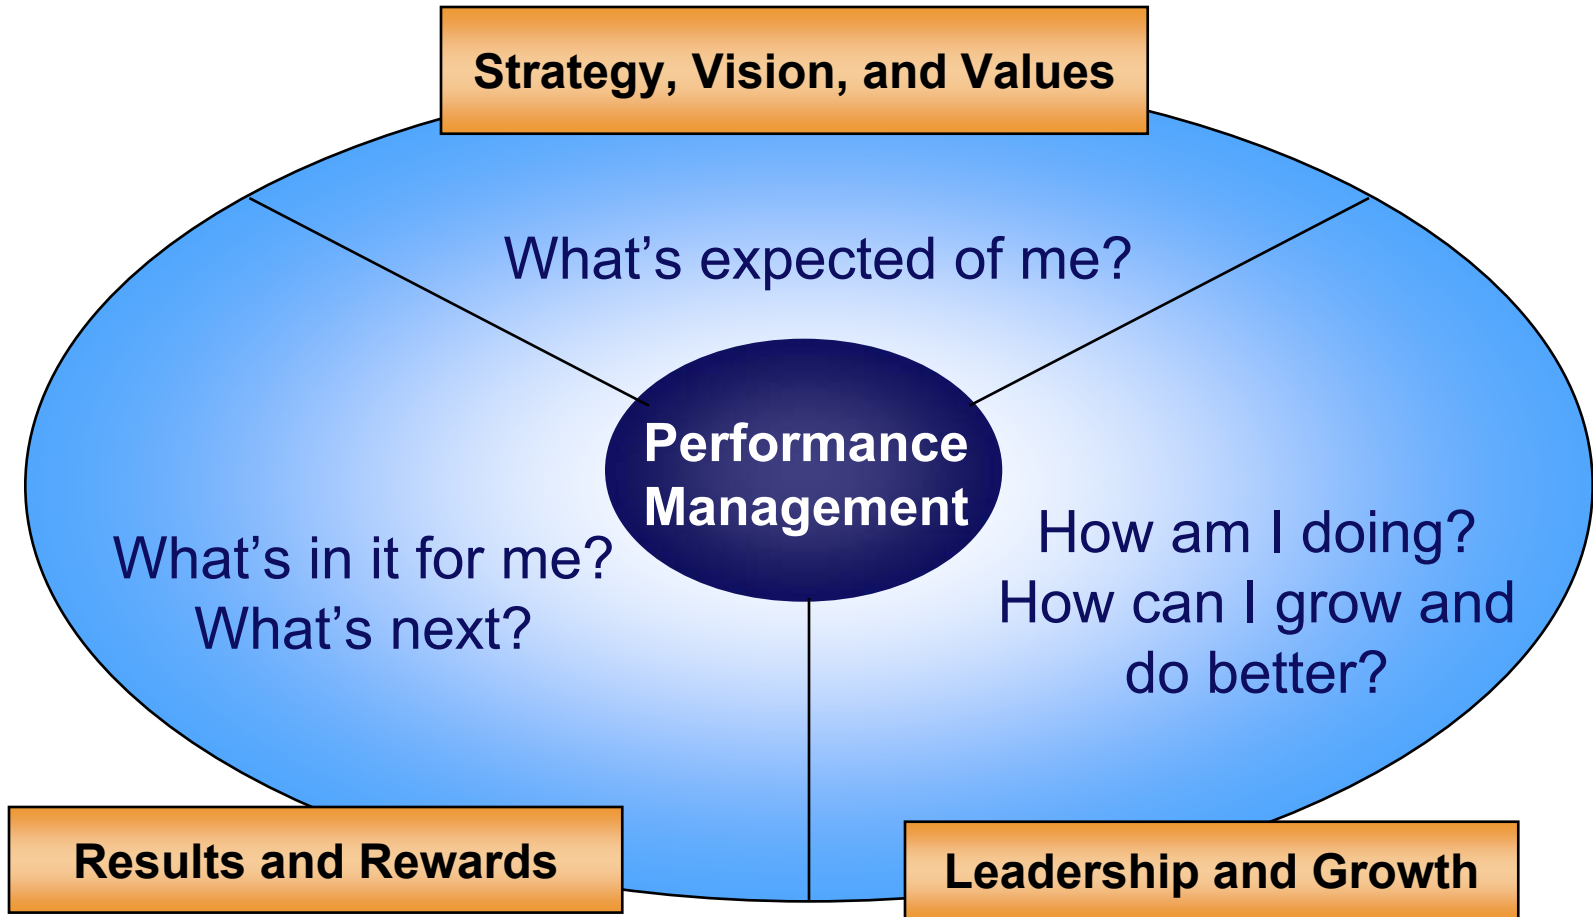 Strategy, Vision, and Values
What’s expected of me?
Performance
Management
What’s in it for me?
What’s next?
How am I doing?
How can I grow and
do better?
Results and Rewards
Leadership and Growth